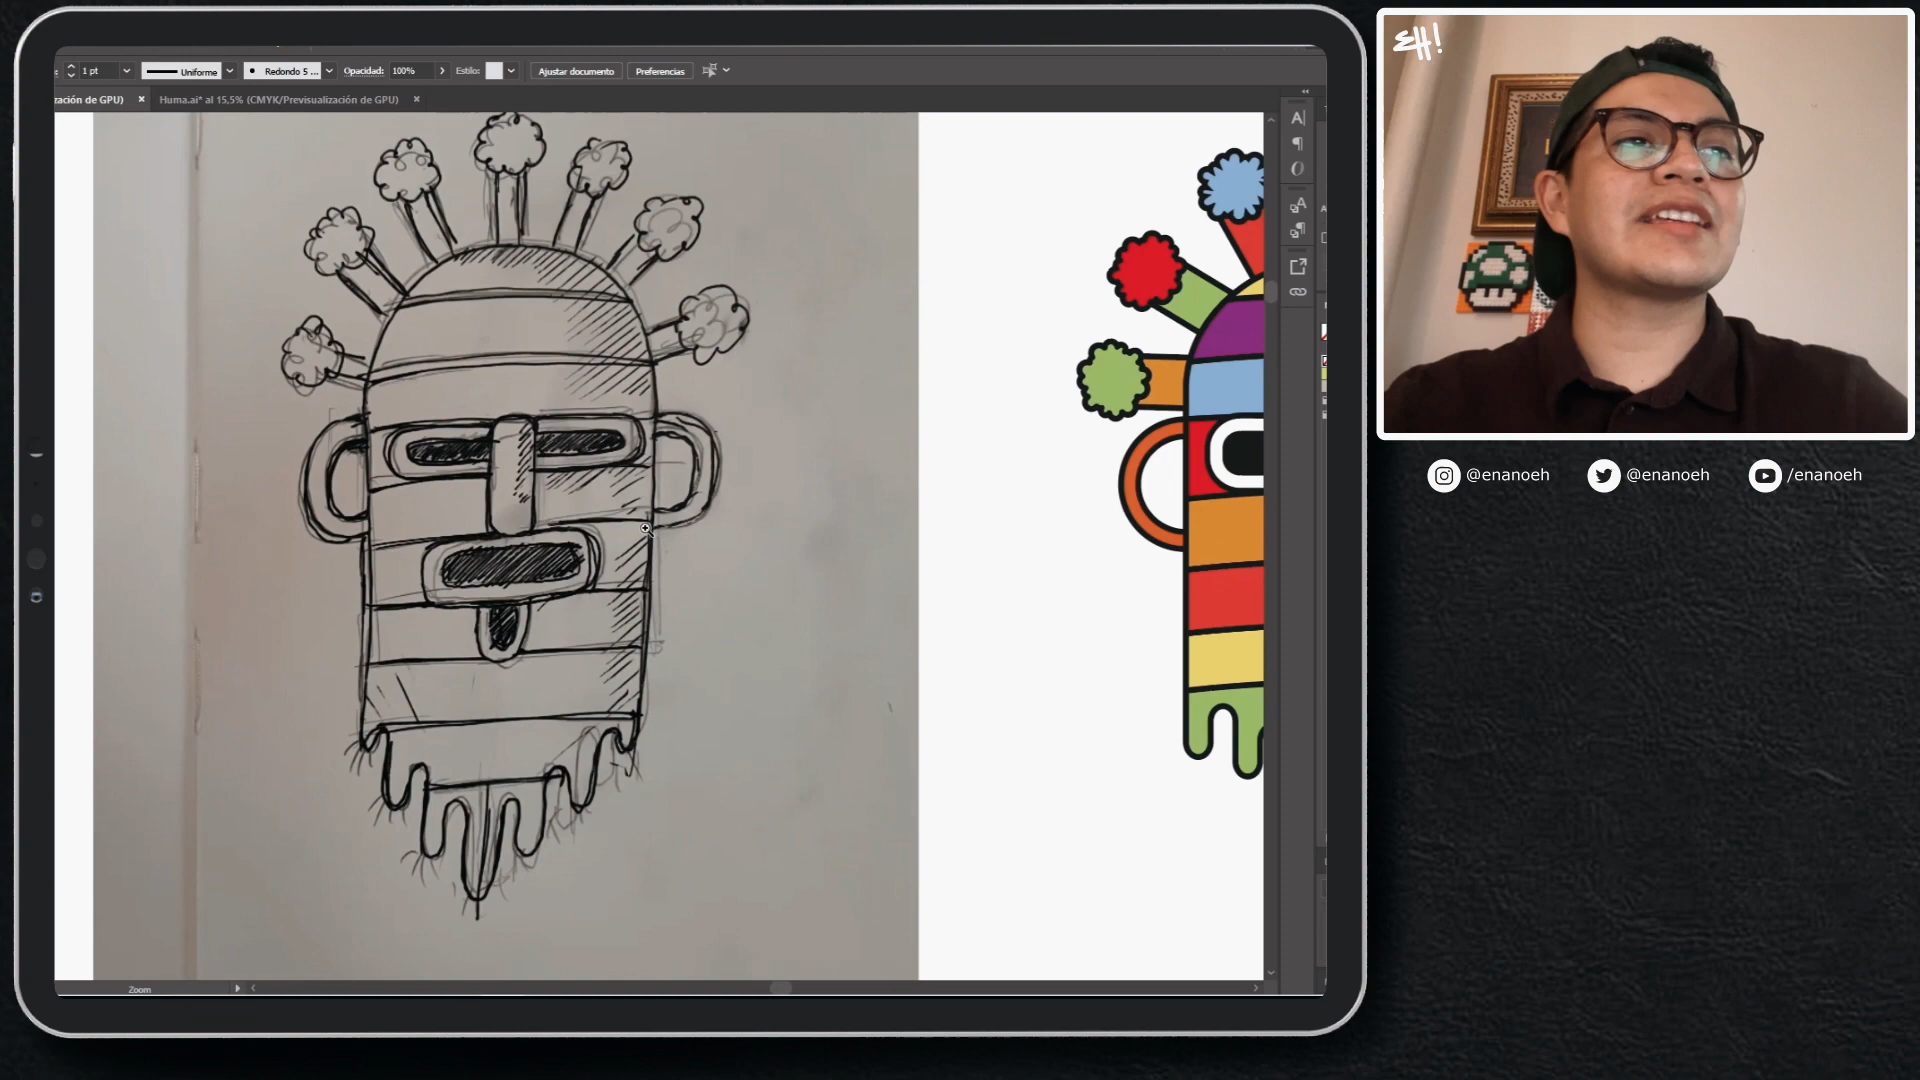 1 pt Uniforme Redondo 5 ... Opacidad: 100% Estilo: Ajustar documento Preferencias
zación de GPU) × Huma.ai* al 15,5% (CMYK/Previsualización de GPU) ×
Zoom
EH!
@enanoeh @enanoeh /enanoeh